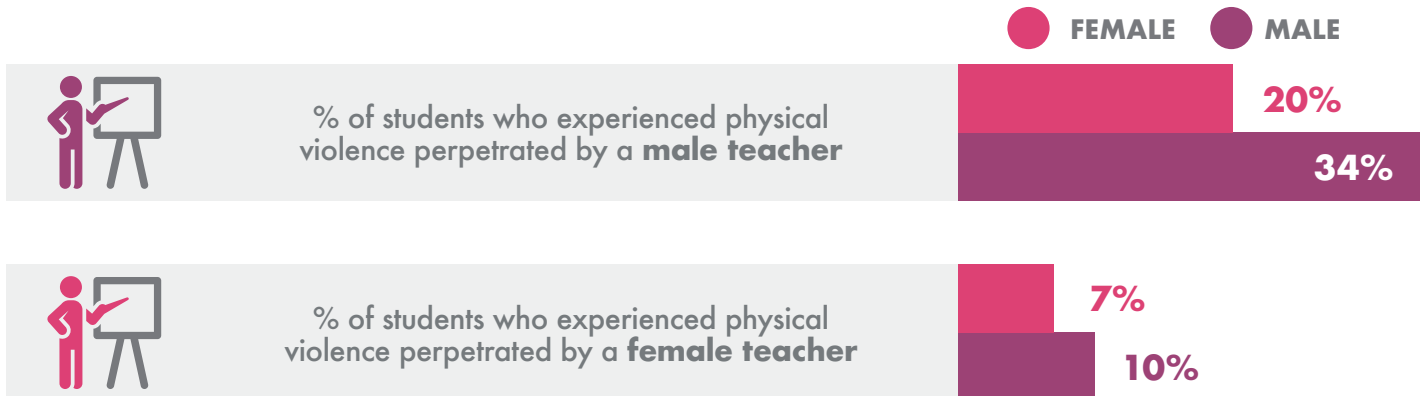 FEMALE MALE
% of students who experienced physical
violence perpetrated by a male teacher
20%
34%
% of students who experienced physical
violence perpetrated by a female teacher
7%
10%